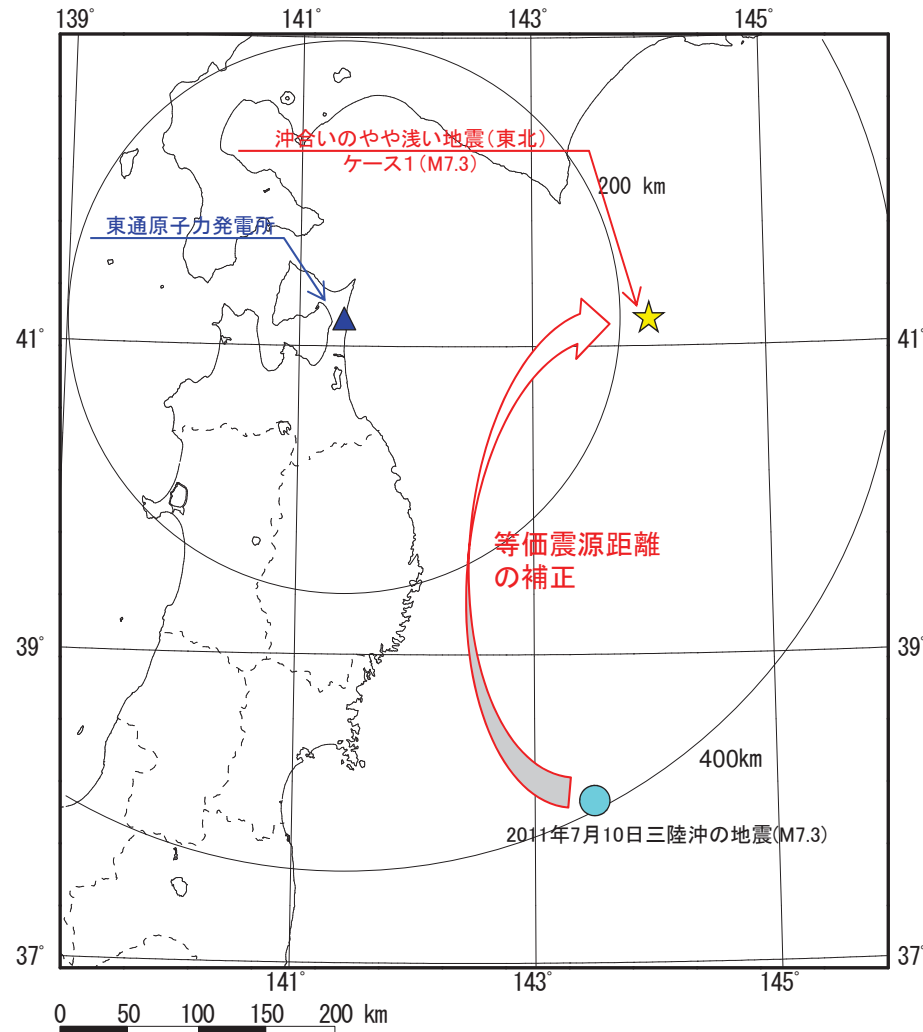 139° 141° 143° 145°
沖合いのやや浅い地震(東北)
ケース1(M7.3)
200 km
東通原子力発電所
41° 41°
等価震源距離
の補正
39° 39°
400km
2011年7月10日三陸沖の地震(M7.3)
37° 37°
141° 143° 145°
0 50 100 150 200 km